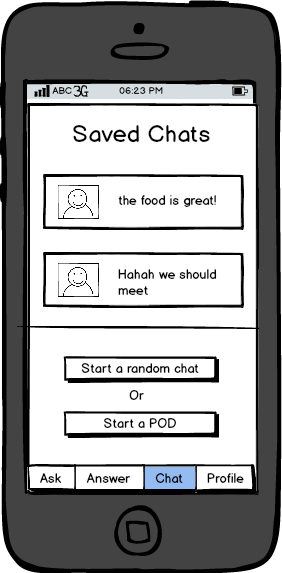 ABC 3G 06:23 PM
Saved Chats
the food is great!
Hahah we should
meet
Start a random chat
Or
Start a POD
Ask Answer Chat Profile